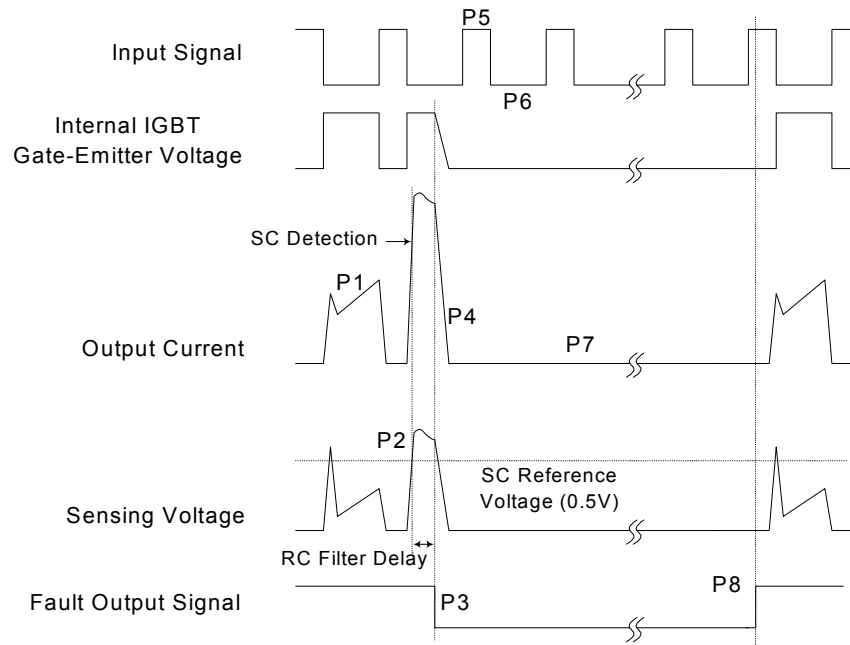 P5
Input Signal
P6
Internal IGBT
Gate-Emitter Voltage
SC Detection
P1
P4
Output Current
P7
P2
SC Reference
Voltage (0.5V)
Sensing Voltage
RC Filter Delay
P8
Fault Output Signal
P3